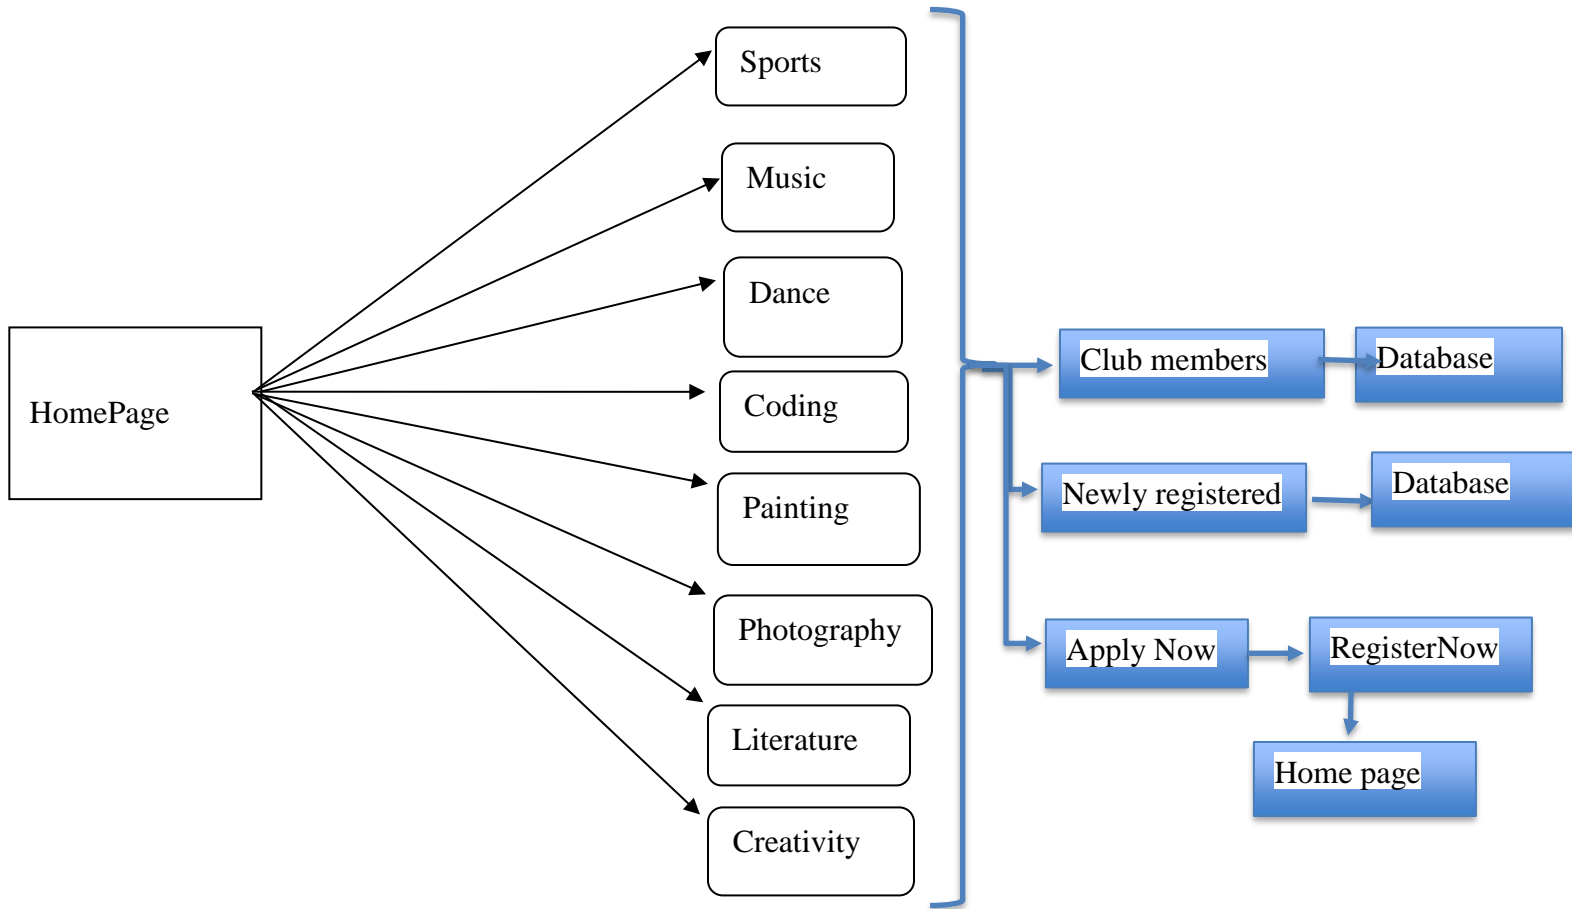 HomePage
Sports
Music
Dance
Coding
Painting
Photography
Literature
Creativity
Club members
Database
Newly registered
Database
Apply Now
RegisterNow
Home page